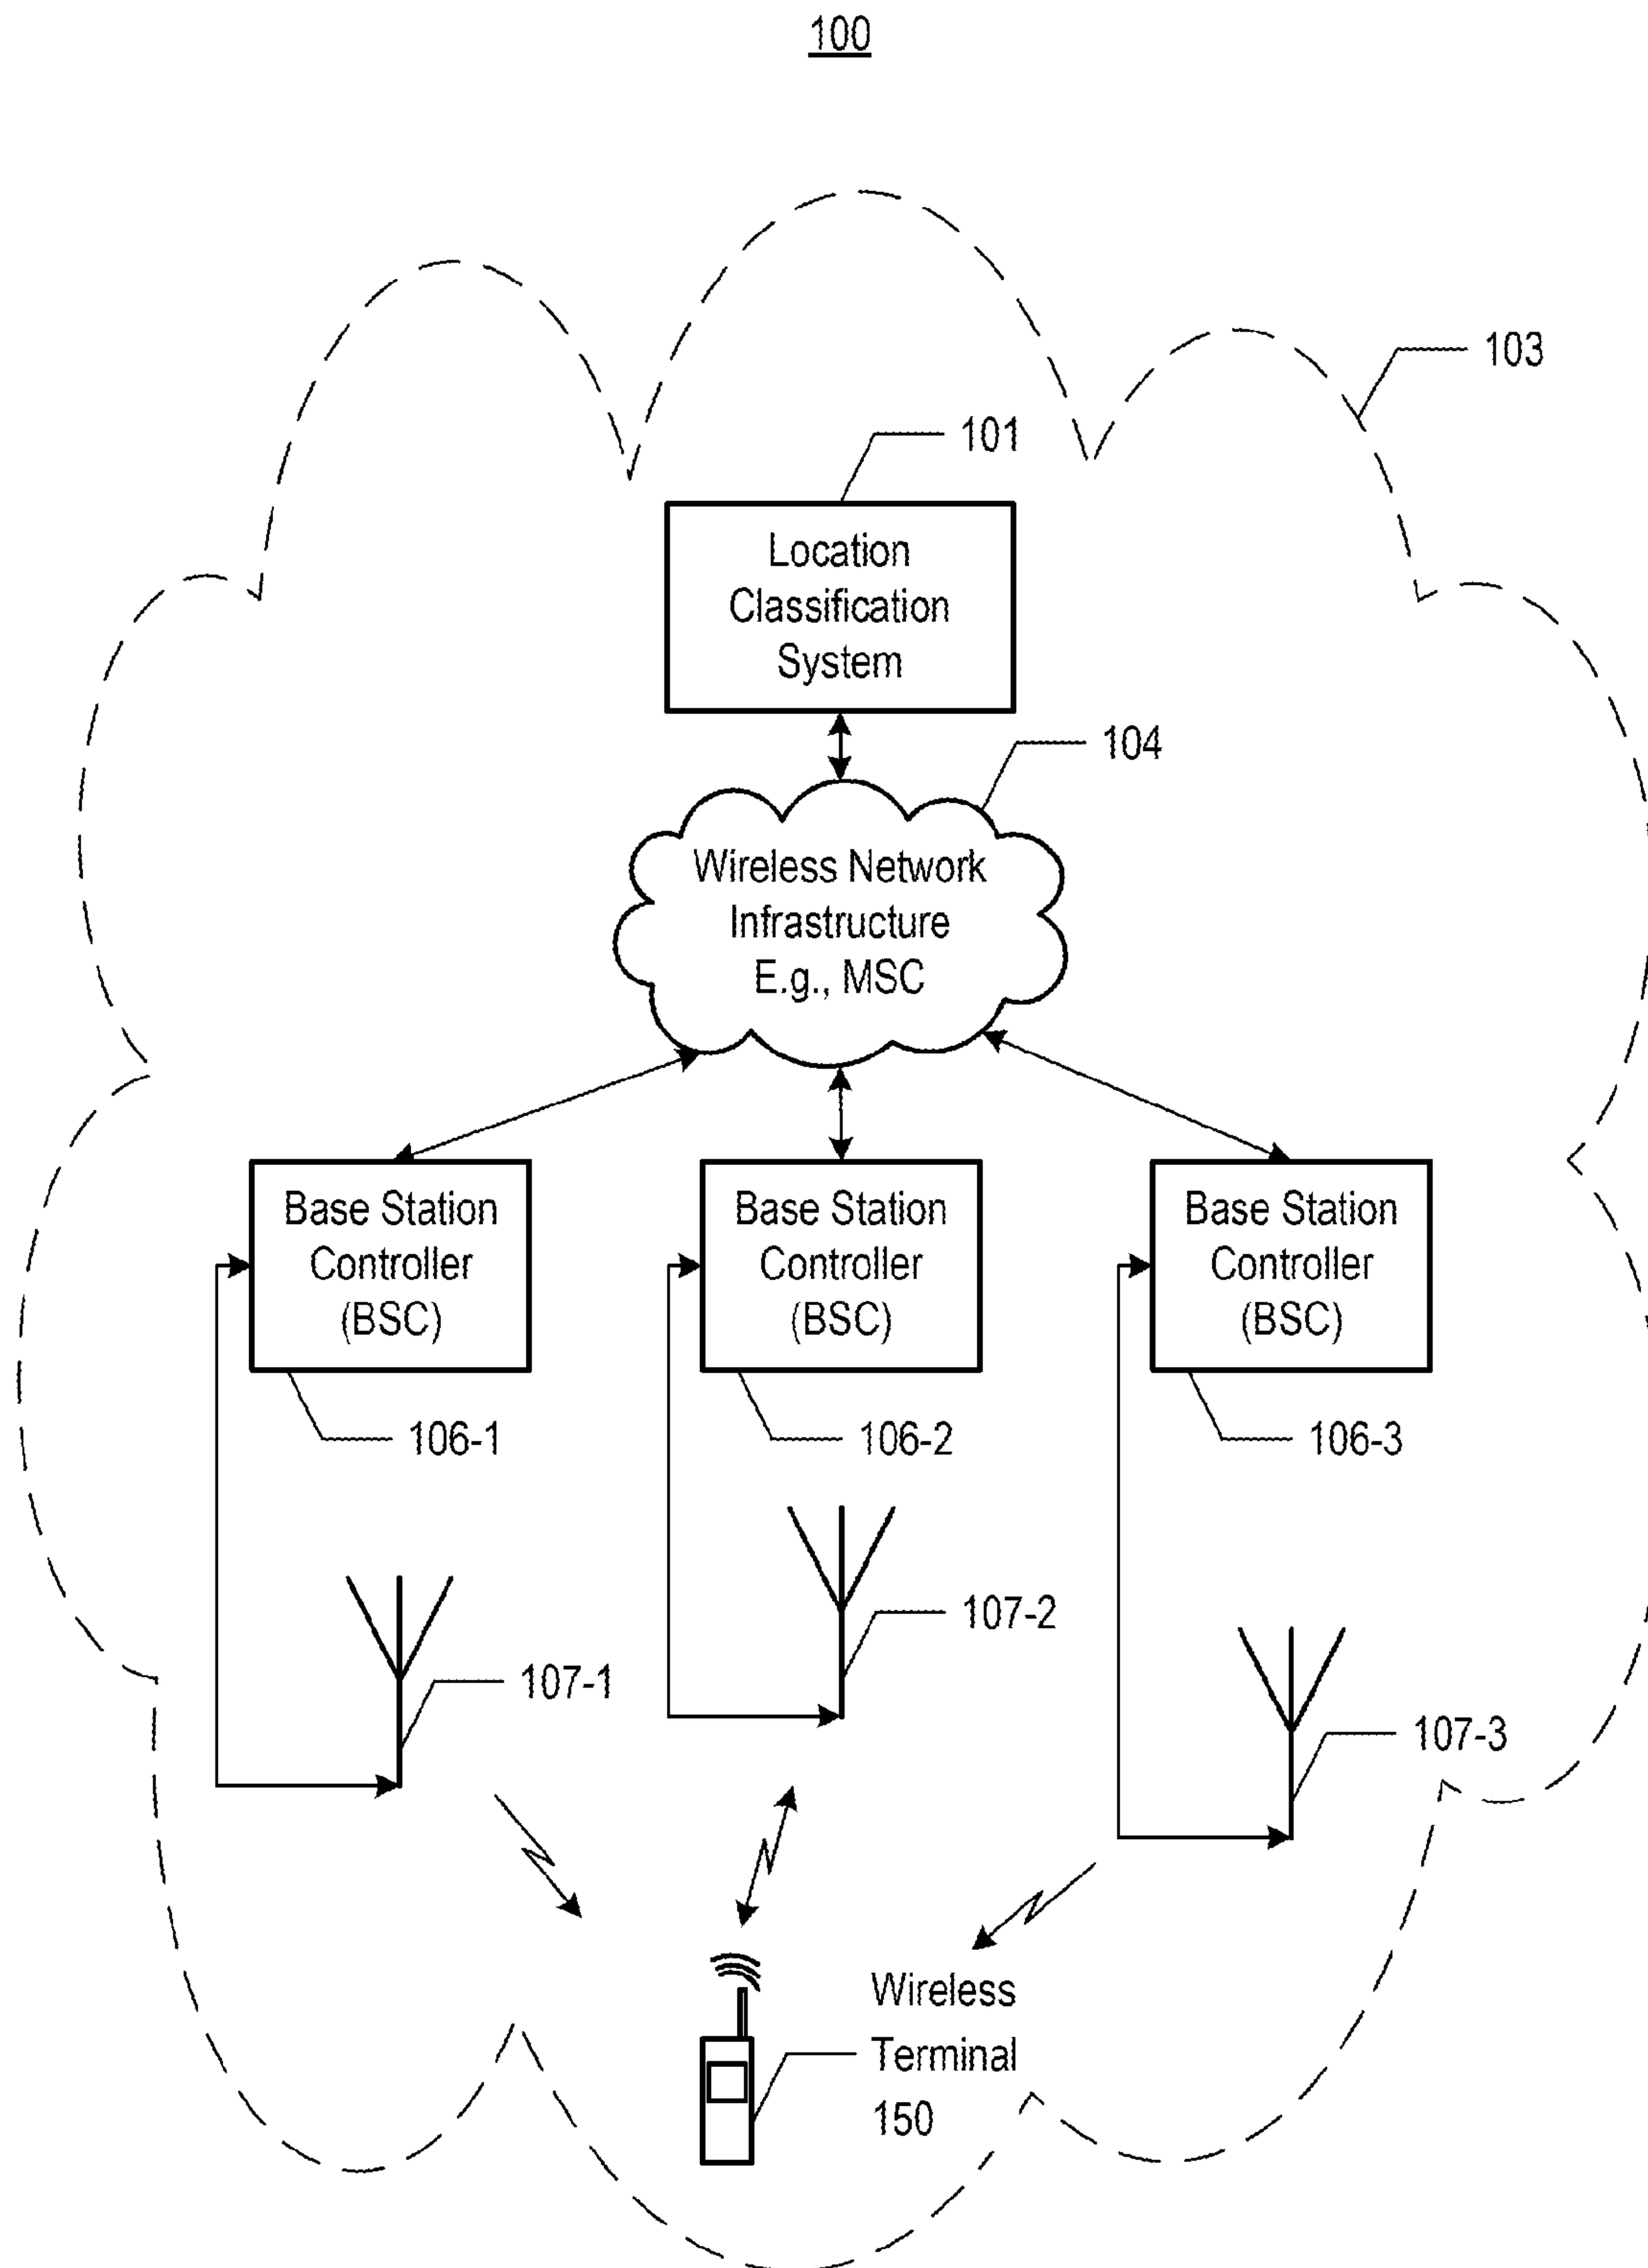 100
103
101
Location
Classification
System
104
Wireless Network
Infrastructure
E.g., MSC
Base Station
Controller
(BSC)
Base Station
Controller
(BSC)
Base Station
Controller
(BSC)
106-1
106-2
106-3
107-2
107-1
107-3
Wireless
Terminal
150